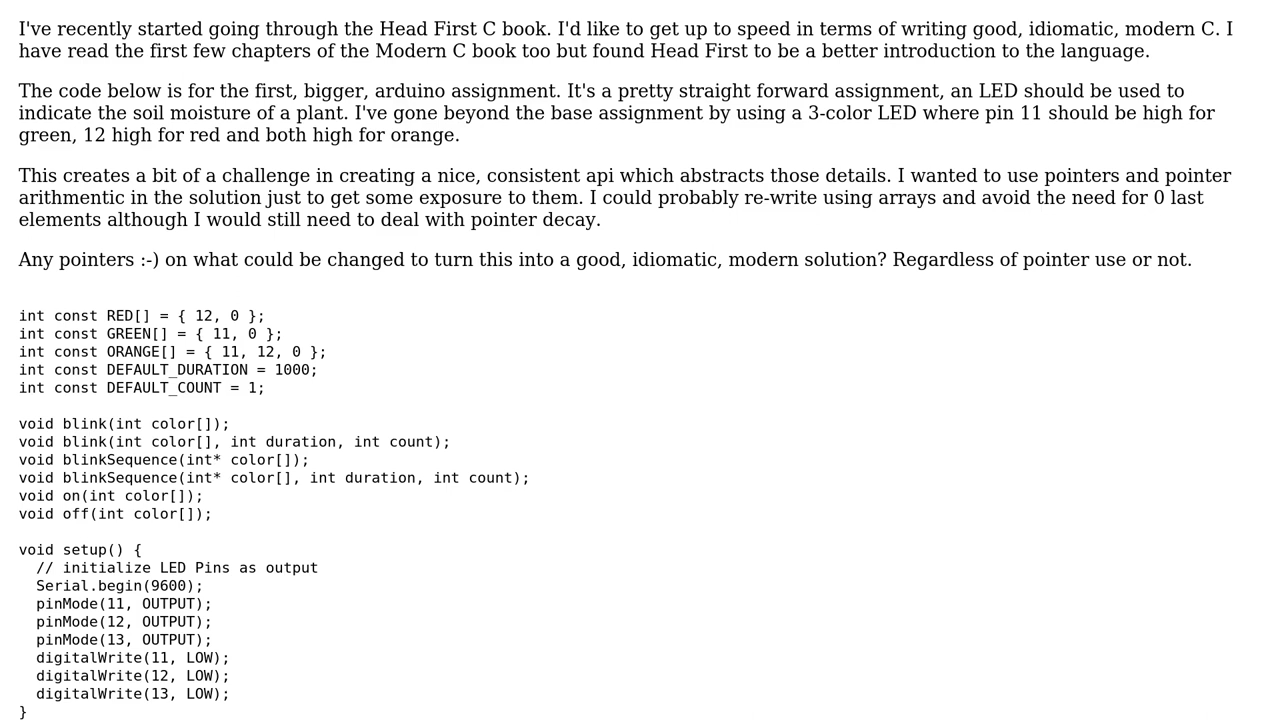 I've recently started going through the Head First C book. I'd like to get up to speed in terms of writing good, idiomatic, modern C. I
have read the first few chapters of the Modern C book too but found Head First to be a better introduction to the language.
The code below is for the first, bigger, arduino assignment. It's a pretty straight forward assignment, an LED should be used to
indicate the soil moisture of a plant. I've gone beyond the base assignment by using a 3-color LED where pin 11 should be high for
green, 12 high for red and both high for orange.
This creates a bit of a challenge in creating a nice, consistent api which abstracts those details. I wanted to use pointers and pointer
arithmentic in the solution just to get some exposure to them. I could probably re-write using arrays and avoid the need for 0 last
elements although I would still need to deal with pointer decay.
Any pointers :-) on what could be changed to turn this into a good, idiomatic, modern solution? Regardless of pointer use or not.
int const RED[] = { 12, 0 };
int const GREEN[] = { 11, 0 };
int const ORANGE[] = { 11, 12, 0 };
int const DEFAULT_DURATION = 1000;
int const DEFAULT_COUNT = 1;
void blink(int color[]);
void blink(int color[], int duration, int count);
void blinkSequence(int* color[]);
void blinkSequence(int* color[], int duration, int count);
void on(int color[]);
void off(int color[]);
void setup() {
  // initialize LED Pins as output
  Serial.begin(9600);
  pinMode(11, OUTPUT);
  pinMode(12, OUTPUT);
  pinMode(13, OUTPUT);
  digitalWrite(11, LOW);
  digitalWrite(12, LOW);
  digitalWrite(13, LOW);
}